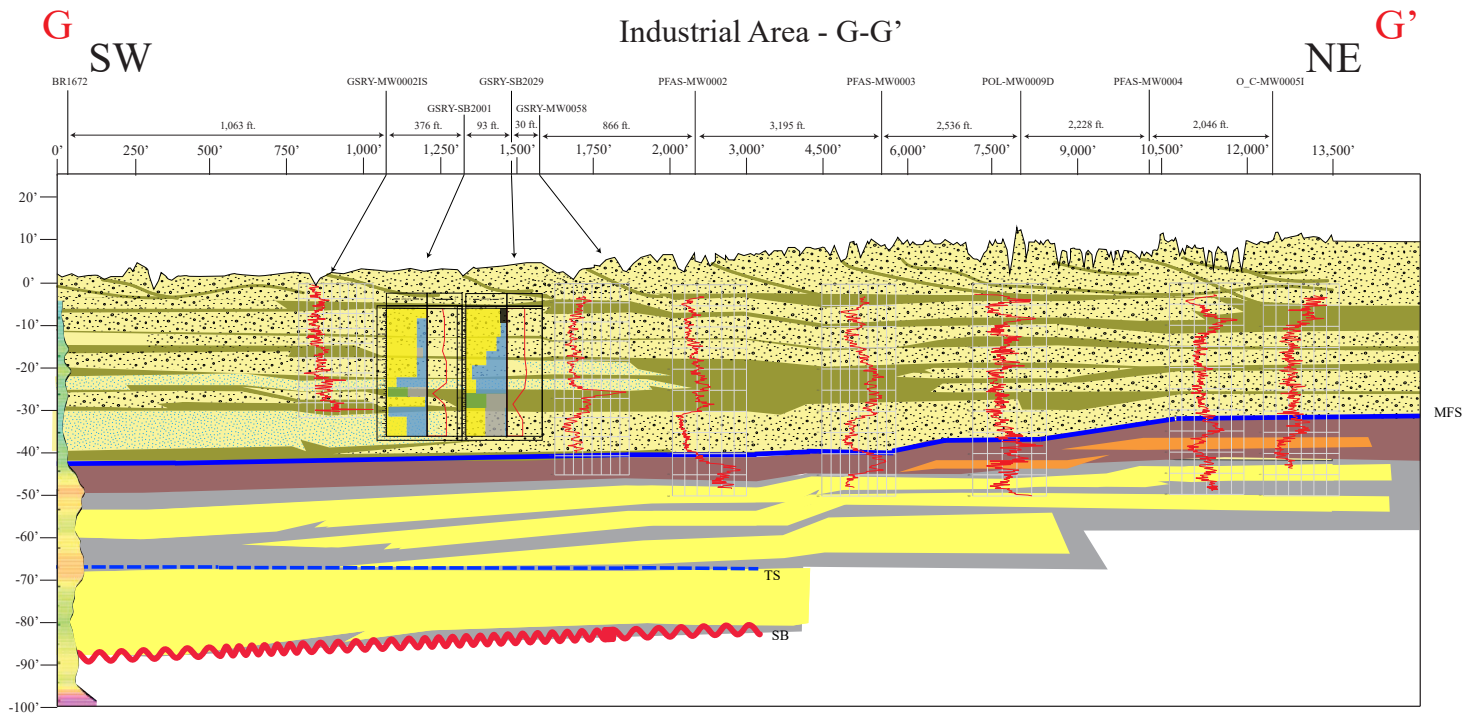 G
G’
Industrial Area - G-G’
SW
NE
BR1672
GSRY-MW0002IS
GSRY-SB2029
PFAS-MW0002
PFAS-MW0003
POL-MW0009D
PFAS-MW0004
O_C-MW0005I
GSRY-SB2001
GSRY-MW0058
1,063 ft.
376 ft.
93 ft.
30 ft.
866 ft.
3,195 ft.
2,536 ft.
2,228 ft.
2,046 ft.
0’
250’
500’
750’
1,000’
1,250’
1,500’
1,750’
2,000’
3,000’
4,500’
6,000’
7,500’
9,000’
10,500’
12,000’
13,500’
20’
10’
0’
-10’
-20’
-30’
MFS
-40’
-50’
-60’
-70’
TS
-80’
SB
-90’
-100’